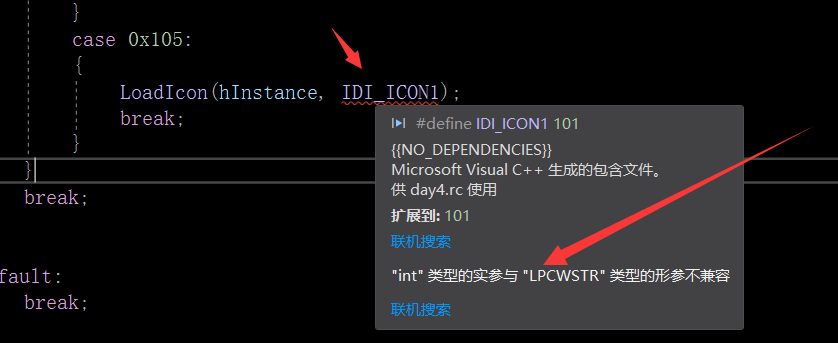 }
case 0x105:
{
LoadIcon(hInstance, IDI_ICON1);
break;
}
}
break;
fault:
break;
#define IDI_ICON1 101
{{NO_DEPENDENCIES}}
Microsoft Visual C++ 生成的包含文件。
供 day4.rc 使用
扩展到: 101
联机搜索
"int" 类型的实参与 "LPCWSTR" 类型的形参不兼容
联机搜索